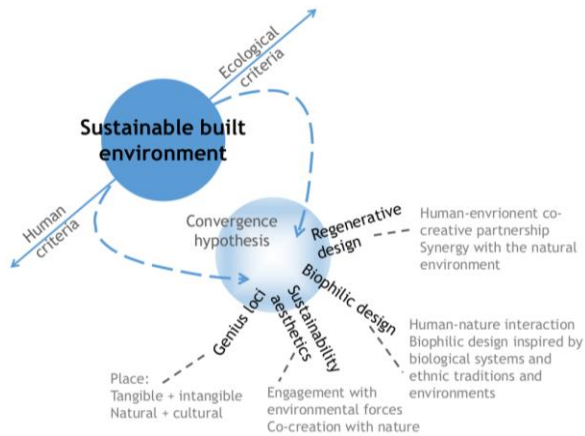 Ecological
criteria
Sustainable built
environment
Human
criteria
Convergence
hypothesis
Regenerative
design
Human-envrionent co-
creative partnership
Synergy with the natural
environment
Biophilic design
Human-nature interaction
Biophilic design inspired by
biological systems and
ethnic traditions and
environments
Sustainability
aesthetics
Engagement with
environmental forces
Co-creation with nature
Genius loci
Place:
Tangible + intangible
Natural + cultural